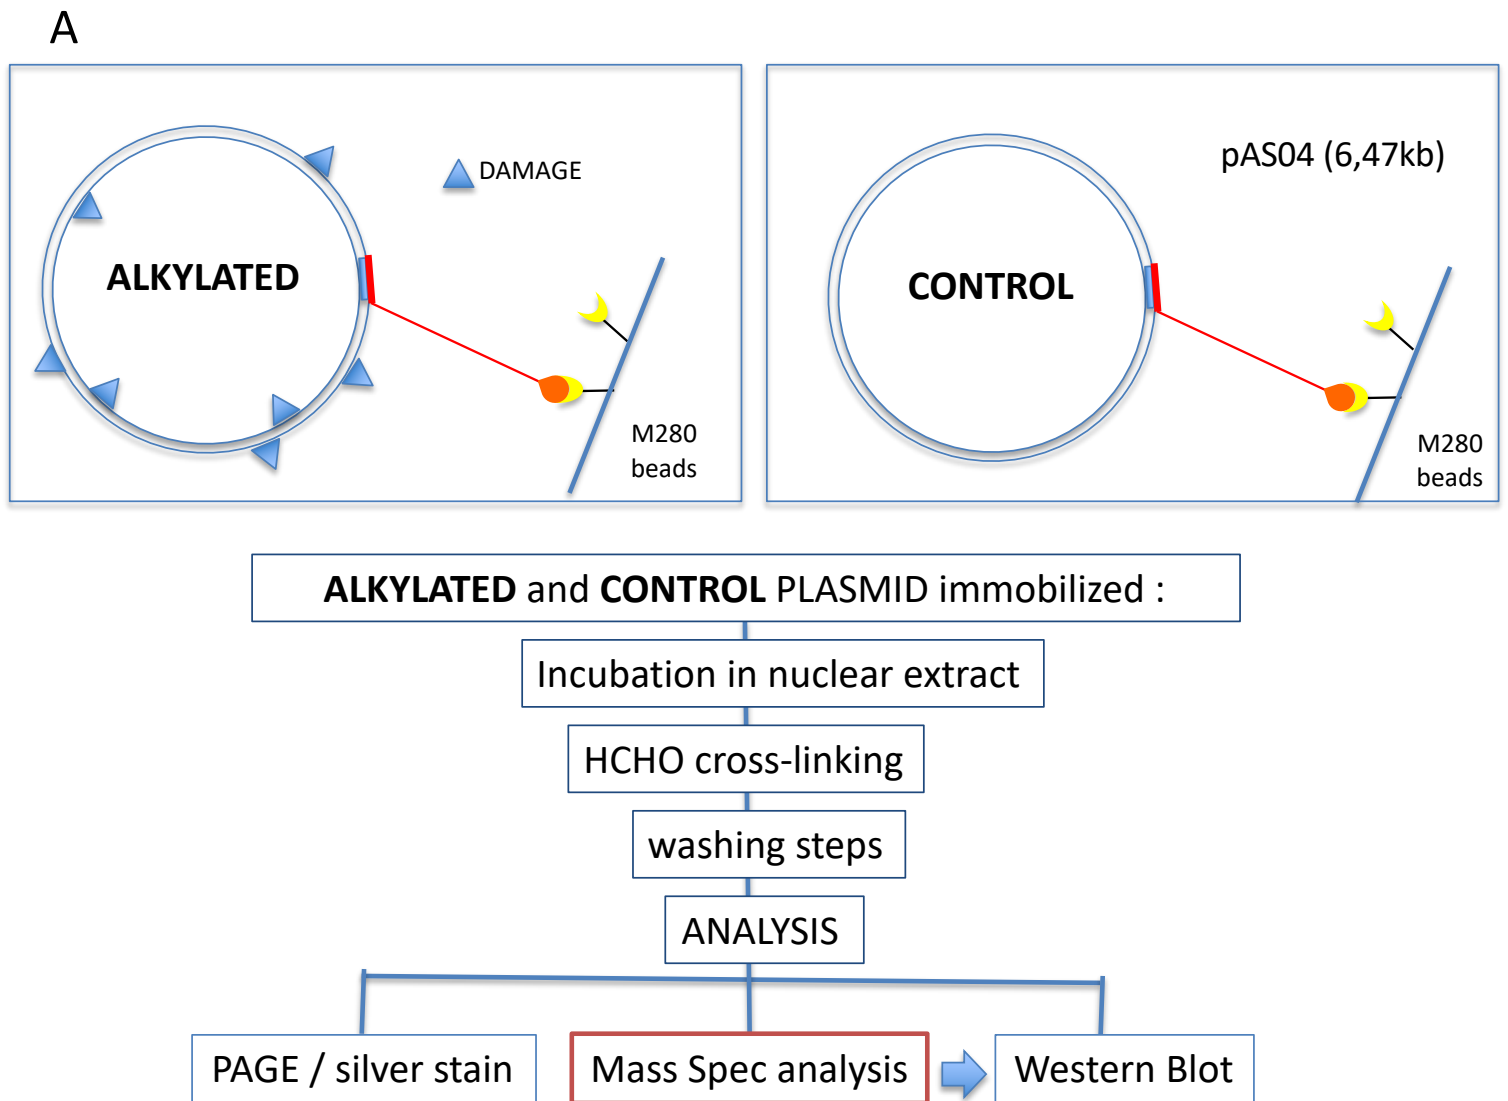 A
DAMAGE
ALKYLATED
M280
beads
pAS04 (6,47kb)
CONTROL
M280
beads
ALKYLATED and CONTROL PLASMID immobilized :
Incubation in nuclear extract
HCHO cross-linking
washing steps
ANALYSIS
PAGE / silver stain
Mass Spec analysis
Western Blot